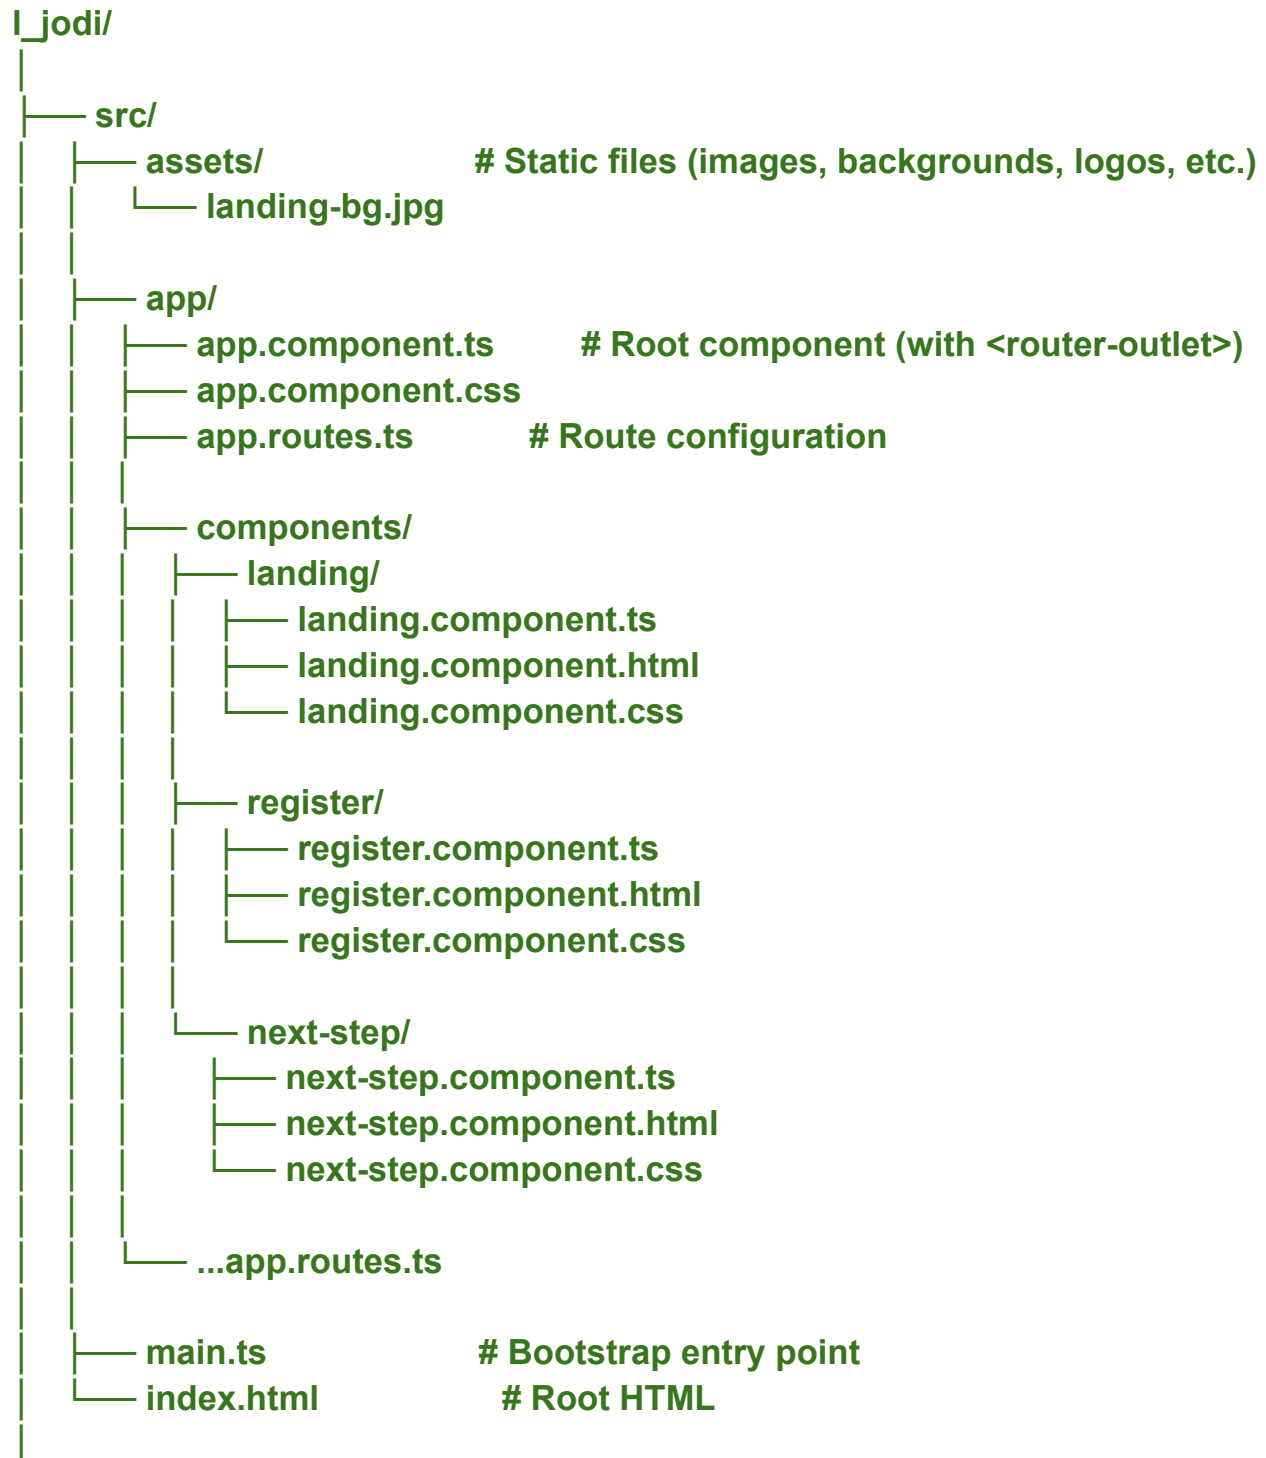 l_jodi/
│
├── src/
│ ├── assets/ # Static files (images, backgrounds, logos, etc.)
│ │ └── landing-bg.jpg
│ │
│ ├── app/
│ │ ├── app.component.ts # Root component (with <router-outlet>)
│ │ ├── app.component.css
│ │ ├── app.routes.ts # Route configuration
│ │ │
│ │ ├── components/
│ │ │ ├── landing/
│ │ │ │ ├── landing.component.ts
│ │ │ │ ├── landing.component.html
│ │ │ │ └── landing.component.css
│ │ │ │
│ │ │ ├── register/
│ │ │ │ ├── register.component.ts
│ │ │ │ ├── register.component.html
│ │ │ │ └── register.component.css
│ │ │ │
│ │ │ └── next-step/
│ │ │ ├── next-step.component.ts
│ │ │ ├── next-step.component.html
│ │ │ └── next-step.component.css
│ │ │
│ │ └── ...app.routes.ts
│ │
│ ├── main.ts # Bootstrap entry point
│ └── index.html # Root HTML
│